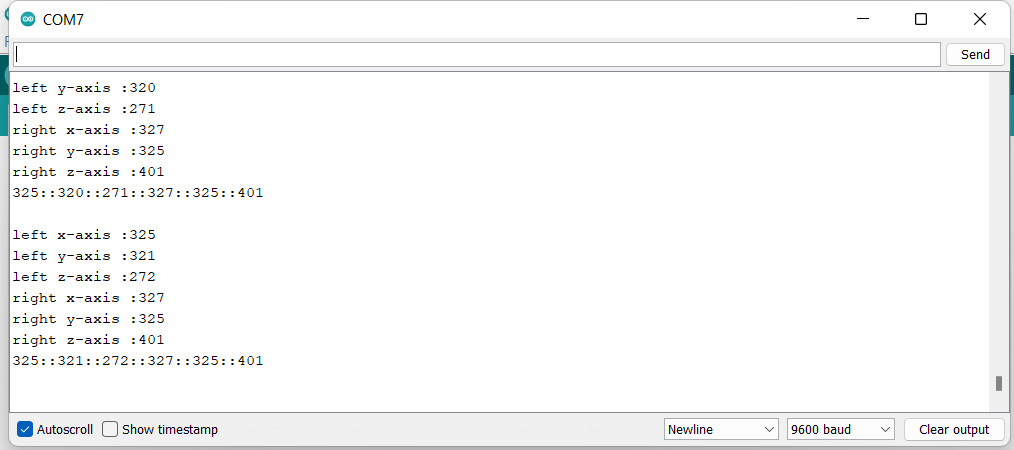 COM7
Send
left y-axis :320
left z-axis :271
right x-axis :327
right y-axis :325
right z-axis :401
325::320::271::327::325::401
left x-axis :325
left y-axis :321
left z-axis :272
right x-axis :327
right y-axis :325
right z-axis :401
325::321::272::327::325::401
Autoscroll Show timestamp Newline 9600 baud Clear output